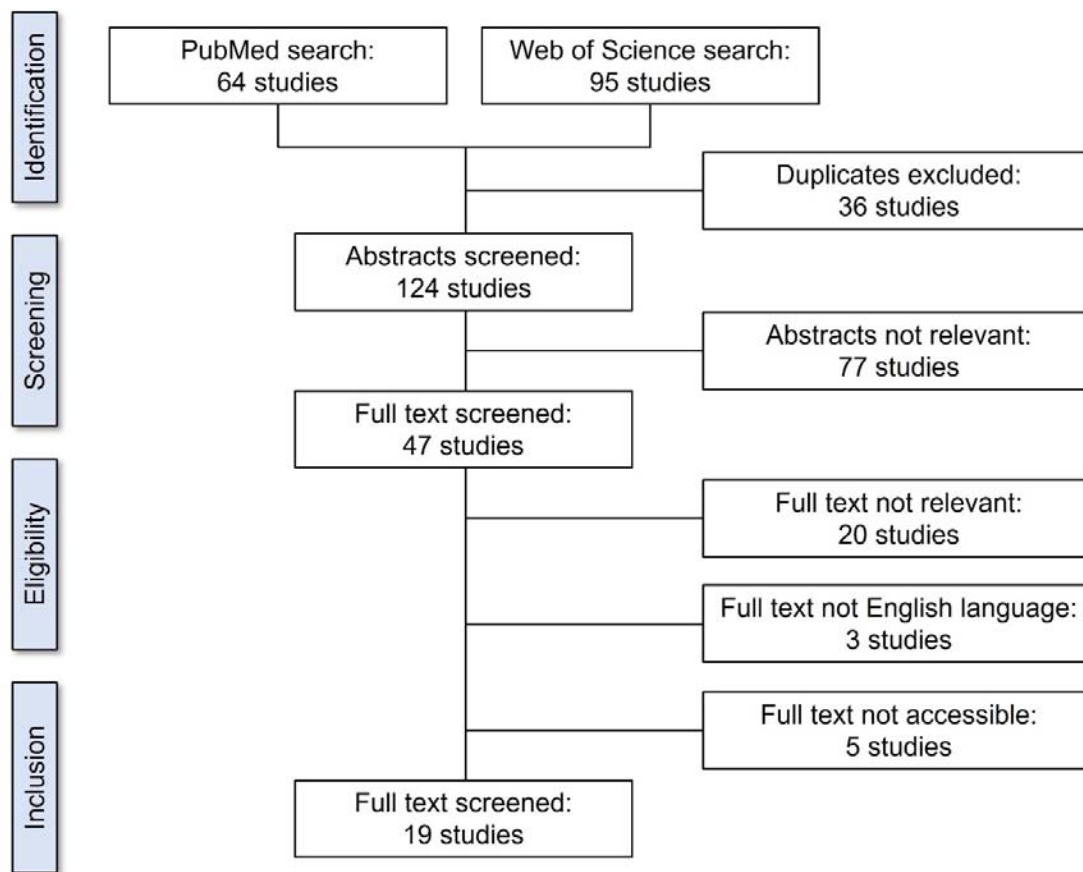 Identification
PubMed search:
64 studies
Web of Science search:
95 studies
Duplicates excluded:
36 studies
Screening
Abstracts screened:
124 studies
Abstracts not relevant:
77 studies
Full text screened:
47 studies
Eligibility
Full text not relevant:
20 studies
Full text not English language:
3 studies
Inclusion
Full text not accessible:
5 studies
Full text screened:
19 studies